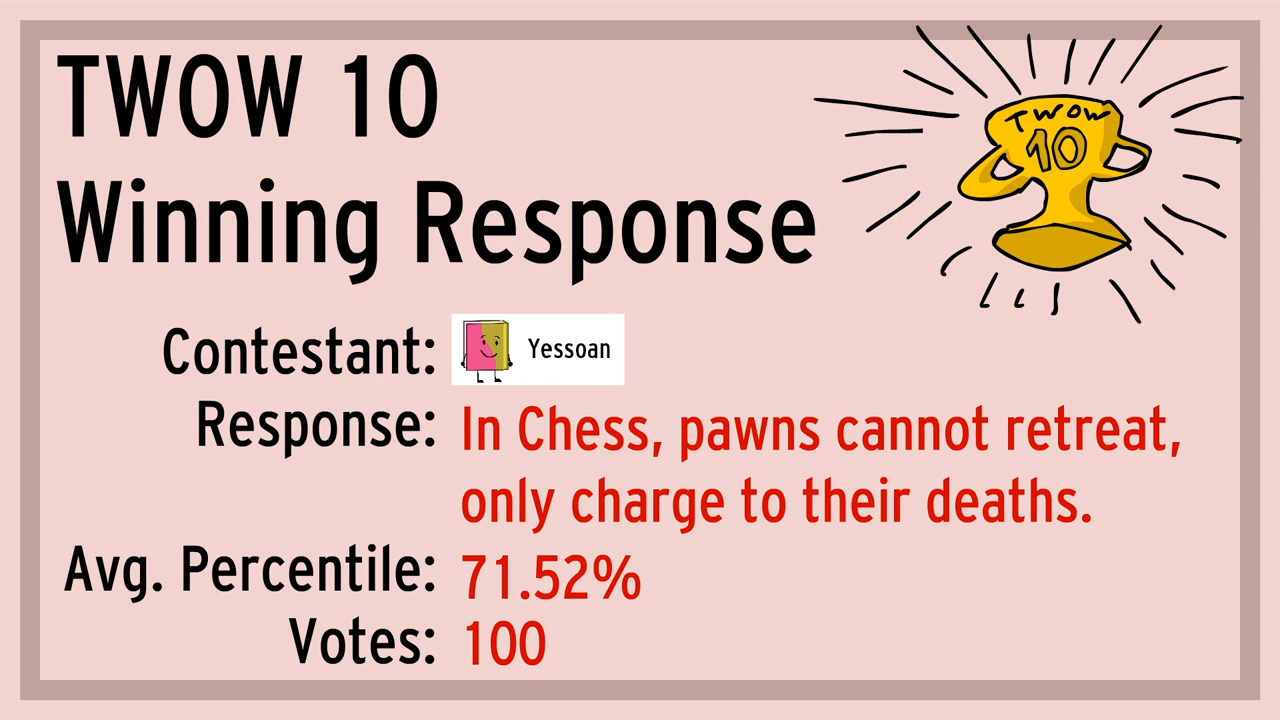 TWOW 10
Winning Response
TWOW
10
Contestant: Yessoan
Response: In Chess, pawns cannot retreat,
only charge to their deaths.
Avg. Percentile: 71.52%
Votes: 100